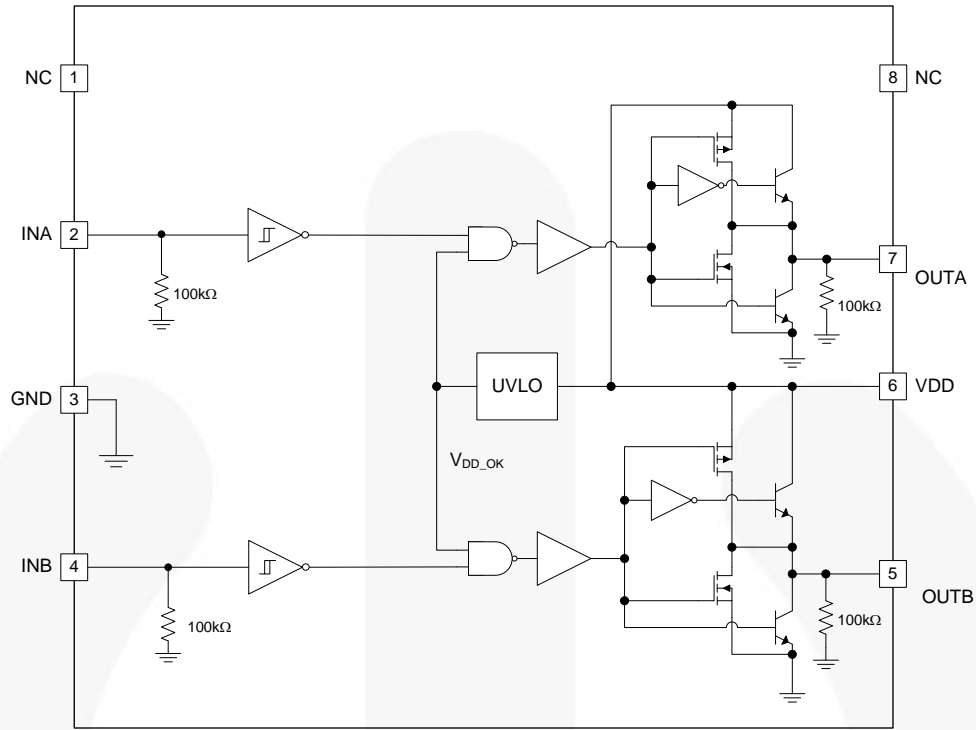 NC 1
8 NC
INA 2
100kΩ
7 OUTA
100kΩ
GND 3
UVLO
6 VDD
VDD_OK
INB 4
100kΩ
5 OUTB
100kΩ